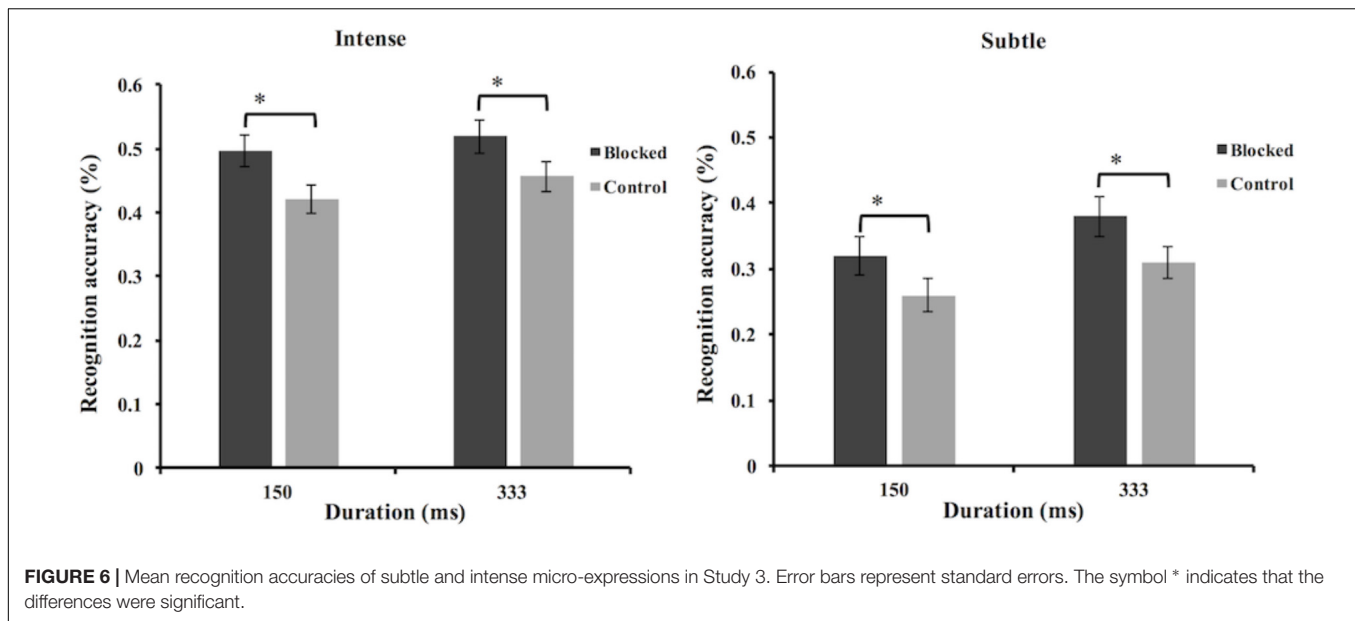 Intense
*
*
0.6
0.5
0.4
0.3
0.2
0.1
0
Recognition accuracy (%)
Blocked
Control
150
333
Duration (ms)
Subtle
*
*
0.6
0.5
0.4
0.3
0.2
0.1
0
Recognition accuracy (%)
Blocked
Control
150
333
Duration (ms)
FIGURE 6 | Mean recognition accuracies of subtle and intense micro-expressions in Study 3. Error bars represent standard errors. The symbol * indicates that the
differences were significant.